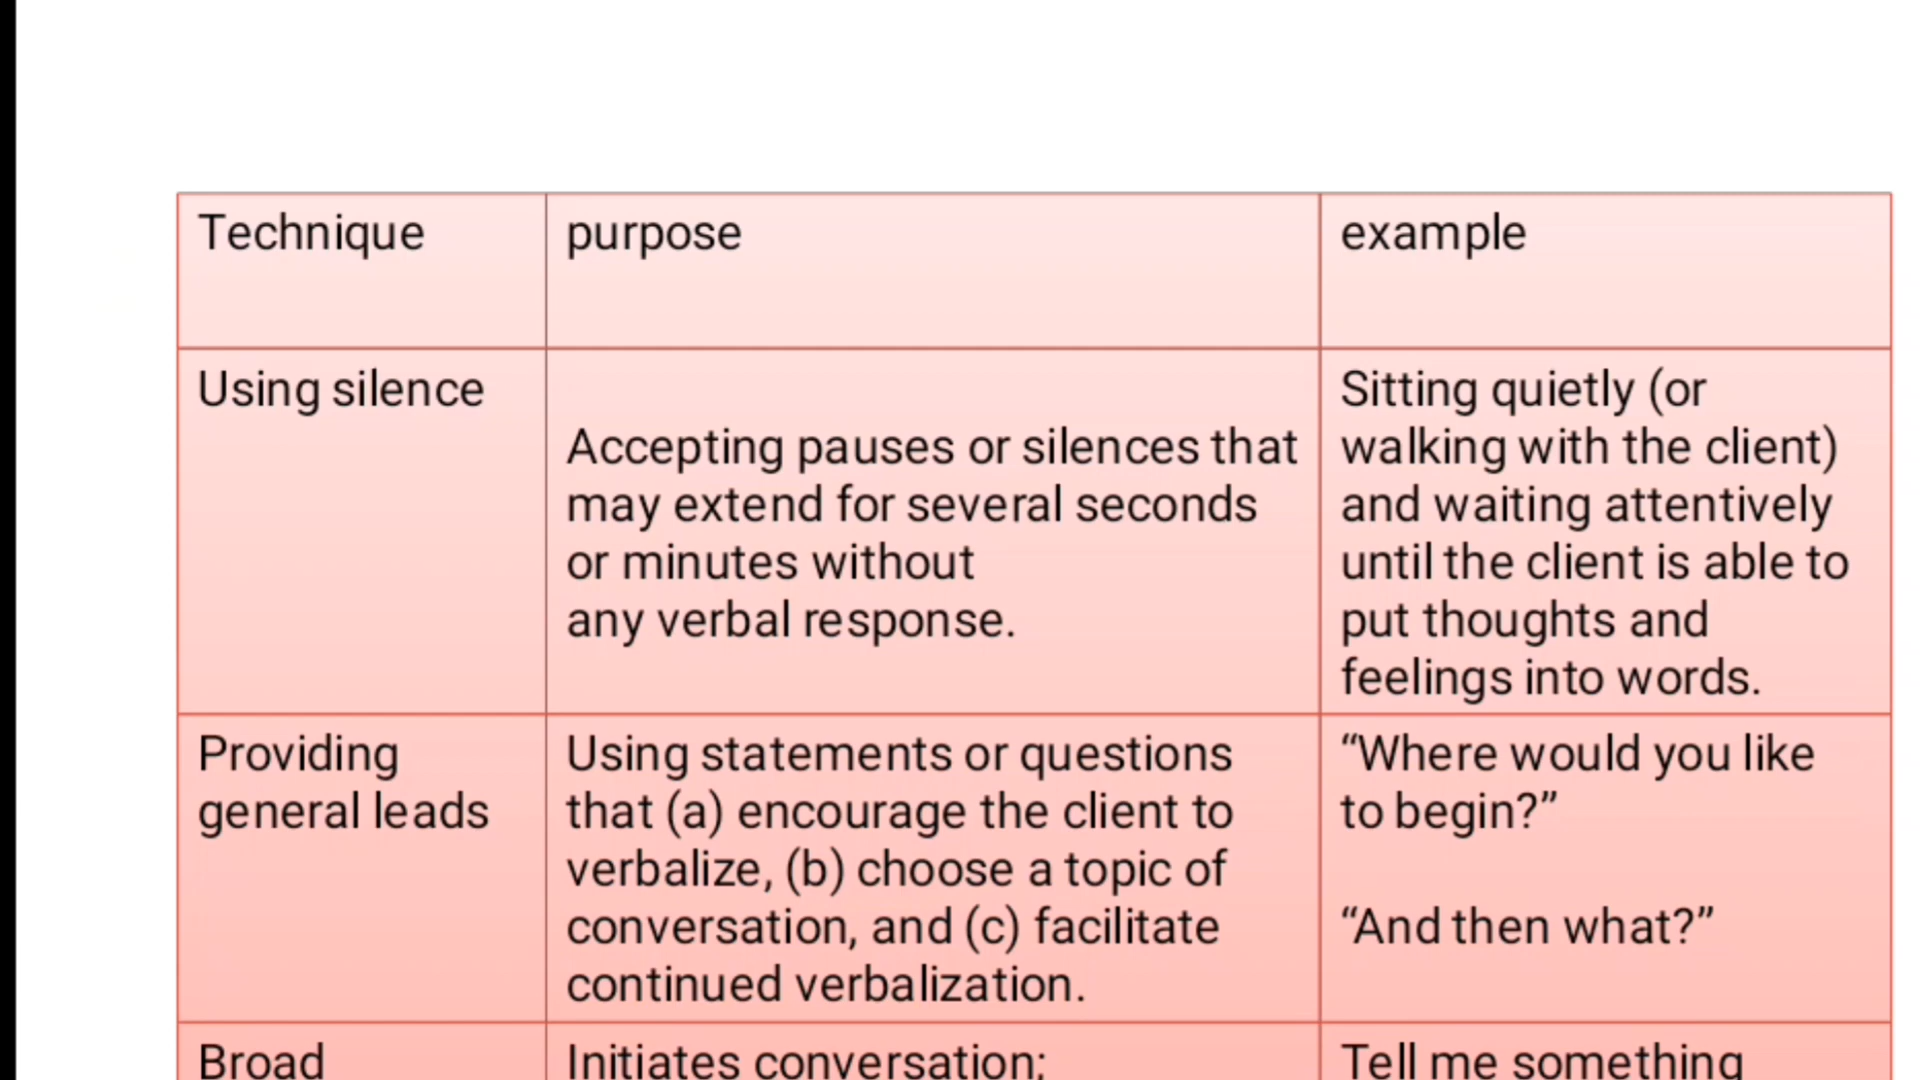 Technique
purpose
example
Using silence
Accepting pauses or silences that
may extend for several seconds
or minutes without
any verbal response.
Sitting quietly (or
walking with the client)
and waiting attentively
until the client is able to
put thoughts and
feelings into words.
Providing
general leads
Using statements or questions
that (a) encourage the client to
verbalize, (b) choose a topic of
conversation, and (c) facilitate
continued verbalization.
“Where would you like
to begin?”
“And then what?”
Broad
Initiates conversation;
Tell me something